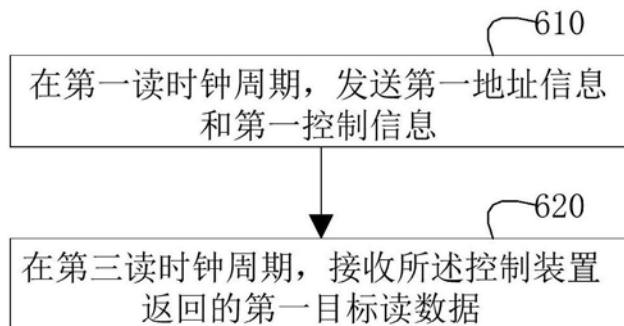 610
在第一读时钟周期，发送第一地址信息
和第一控制信息
620
在第三读时钟周期，接收所述控制装置
返回的第一目标读数据